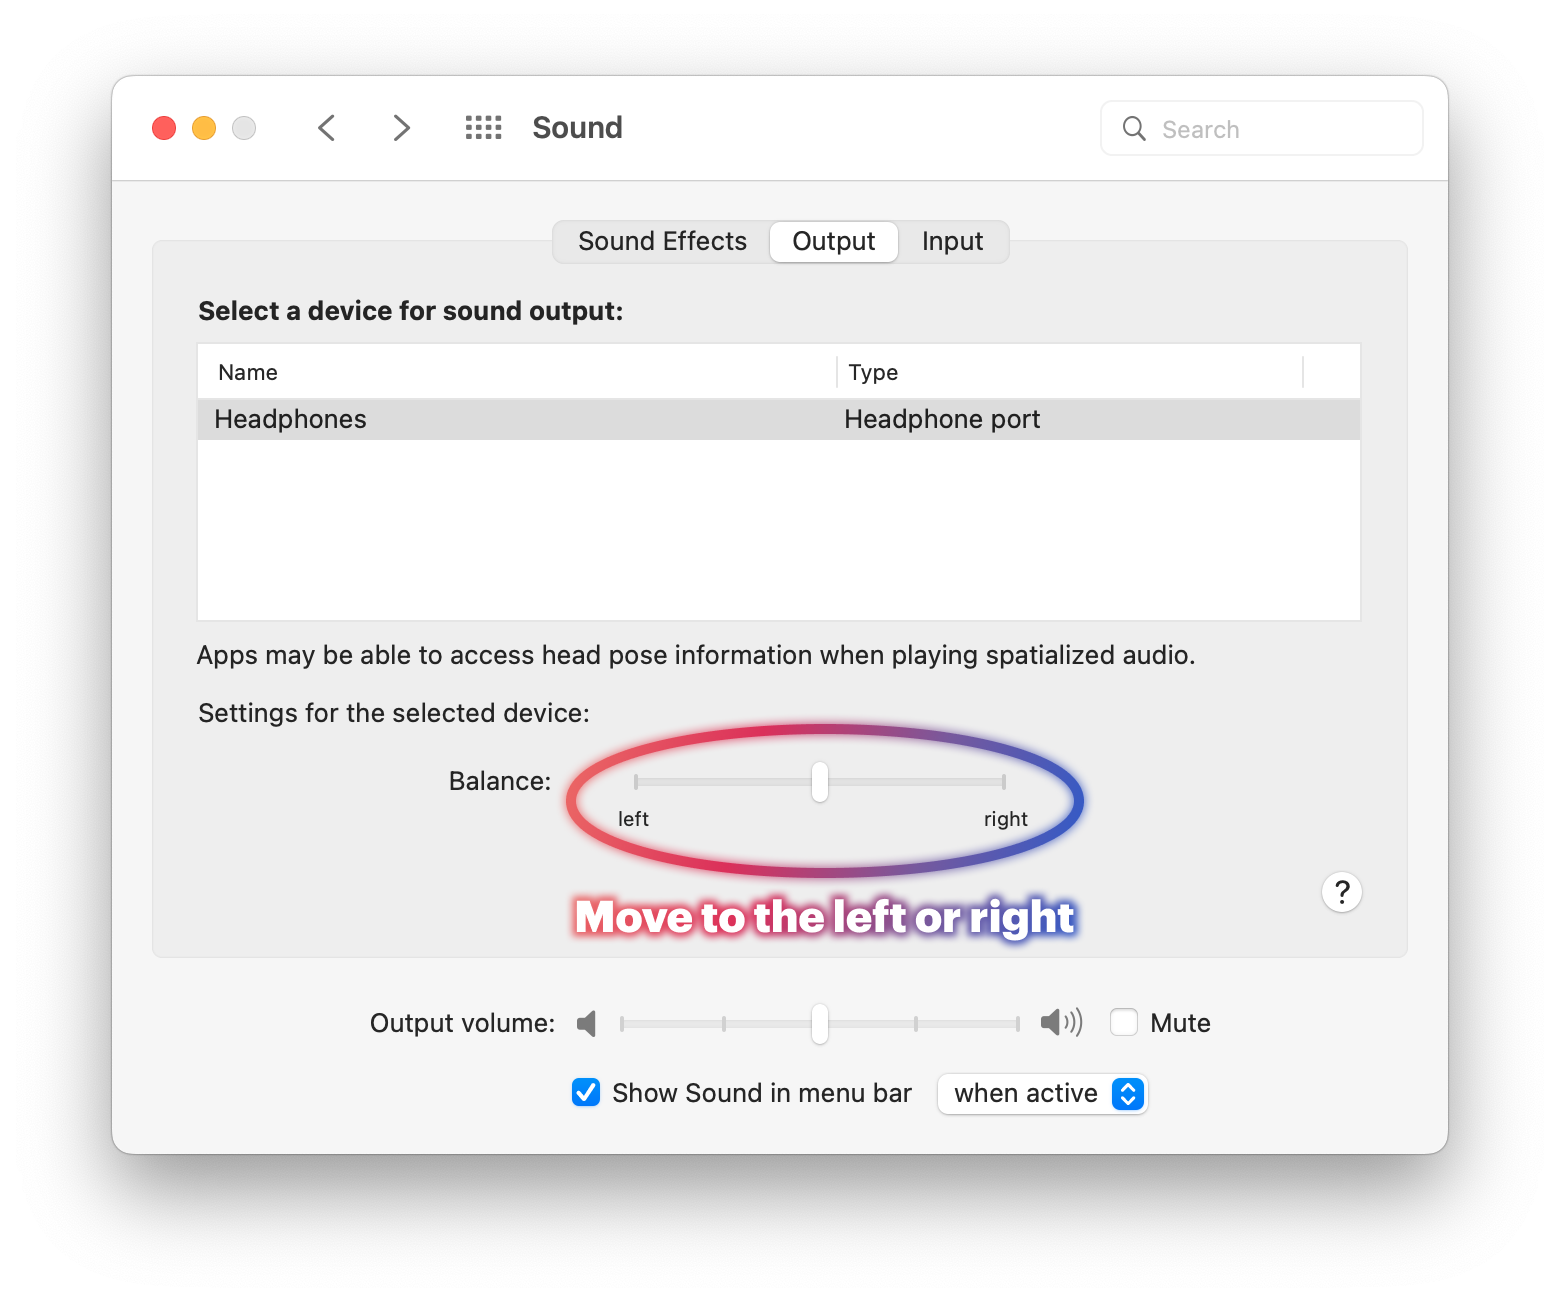 Sound
Search
Sound Effects Output Input
Select a device for sound output:
Name Type
Headphones Headphone port
Apps may be able to access head pose information when playing spatialized audio.
Settings for the selected device:
Balance:
left right
Move to the left or right
?
Output volume: Mute
Show Sound in menu bar when active